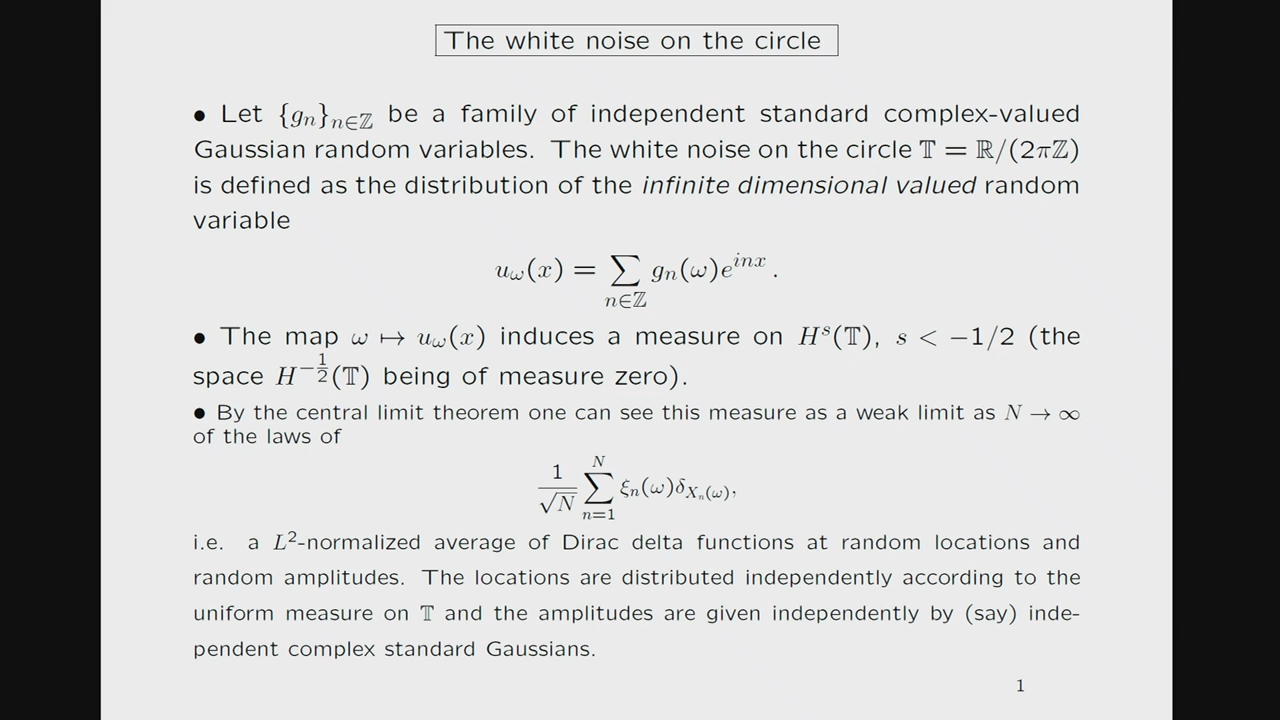 The white noise on the circle
• Let {gₙ}ₙ∈ℤ be a family of independent standard complex-valued
Gaussian random variables. The white noise on the circle 𝕋 = ℝ/(2πℤ)
is defined as the distribution of the infinite dimensional valued random
variable
u_ω(x) = ∑_{n∈ℤ} gₙ(ω)e^{inx} .
• The map ω ↦ u_ω(x) induces a measure on H^s(𝕋), s < −1/2 (the
space H^{−1/2}(𝕋) being of measure zero).
• By the central limit theorem one can see this measure as a weak limit as N → ∞
of the laws of
1/√N ∑_{n=1}^{N} ξₙ(ω)δ_{Xₙ(ω)},
i.e. a L²-normalized average of Dirac delta functions at random locations and
random amplitudes. The locations are distributed independently according to the
uniform measure on 𝕋 and the amplitudes are given independently by (say) inde-
pendent complex standard Gaussians.
1